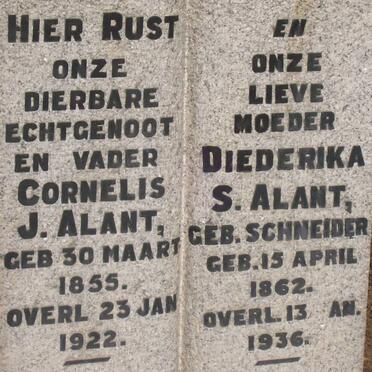 HIER RUST
ONZE
DIERBARE
ECHTGENOOT
EN VADER
CORNELIS
J. ALANT,
GEB 30 MAART
1855.
OVERL 23 JAN
1922.
EN
ONZE
LIEVE
MOEDER
DIEDERIKA
S. ALANT,
GEB. SCHNEIDER
GEB. 15 APRIL
1862.
OVERL. 13 AN.
1936.